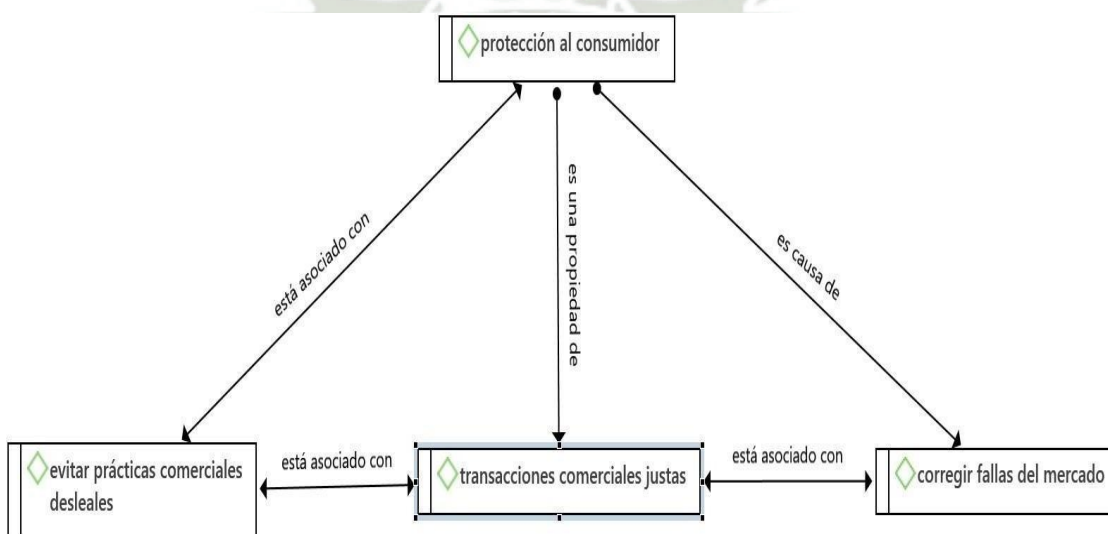 protección al consumidor
está asociado con
es una propiedad de
es causa de
evitar prácticas comerciales
desleales
está asociado con
transacciones comerciales justas
está asociado con
corregir fallas del mercado